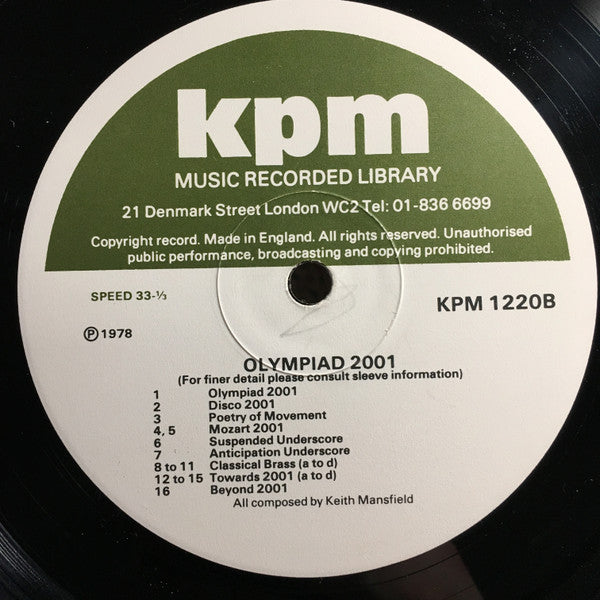 kpm
MUSIC RECORDED LIBRARY
21 Denmark Street London WC2 Tel: 01-836 6699
Copyright record. Made in England. All rights reserved. Unauthorised
public performance, broadcasting and copying prohibited.
SPEED 33-⅓
KPM 1220B
Ⓟ 1978
OLYMPIAD 2001
(For finer detail please consult sleeve information)
1 Olympiad 2001
2 Disco 2001
3 Poetry of Movement
4, 5 Mozart 2001
6 Suspended Underscore
7 Anticipation Underscore
8 to 11 Classical Brass (a to d)
12 to 15 Towards 2001 (a to d)
16 Beyond 2001
All composed by Keith Mansfield